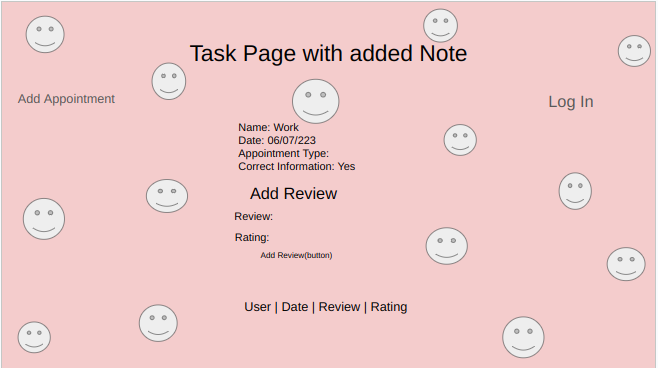 Task Page with added Note
Add Appointment
Log In
Name: Work
Date: 06/07/223
Appointment Type:
Correct Information: Yes
Add Review
Review:
Rating:
Add Review(button)
User | Date | Review | Rating